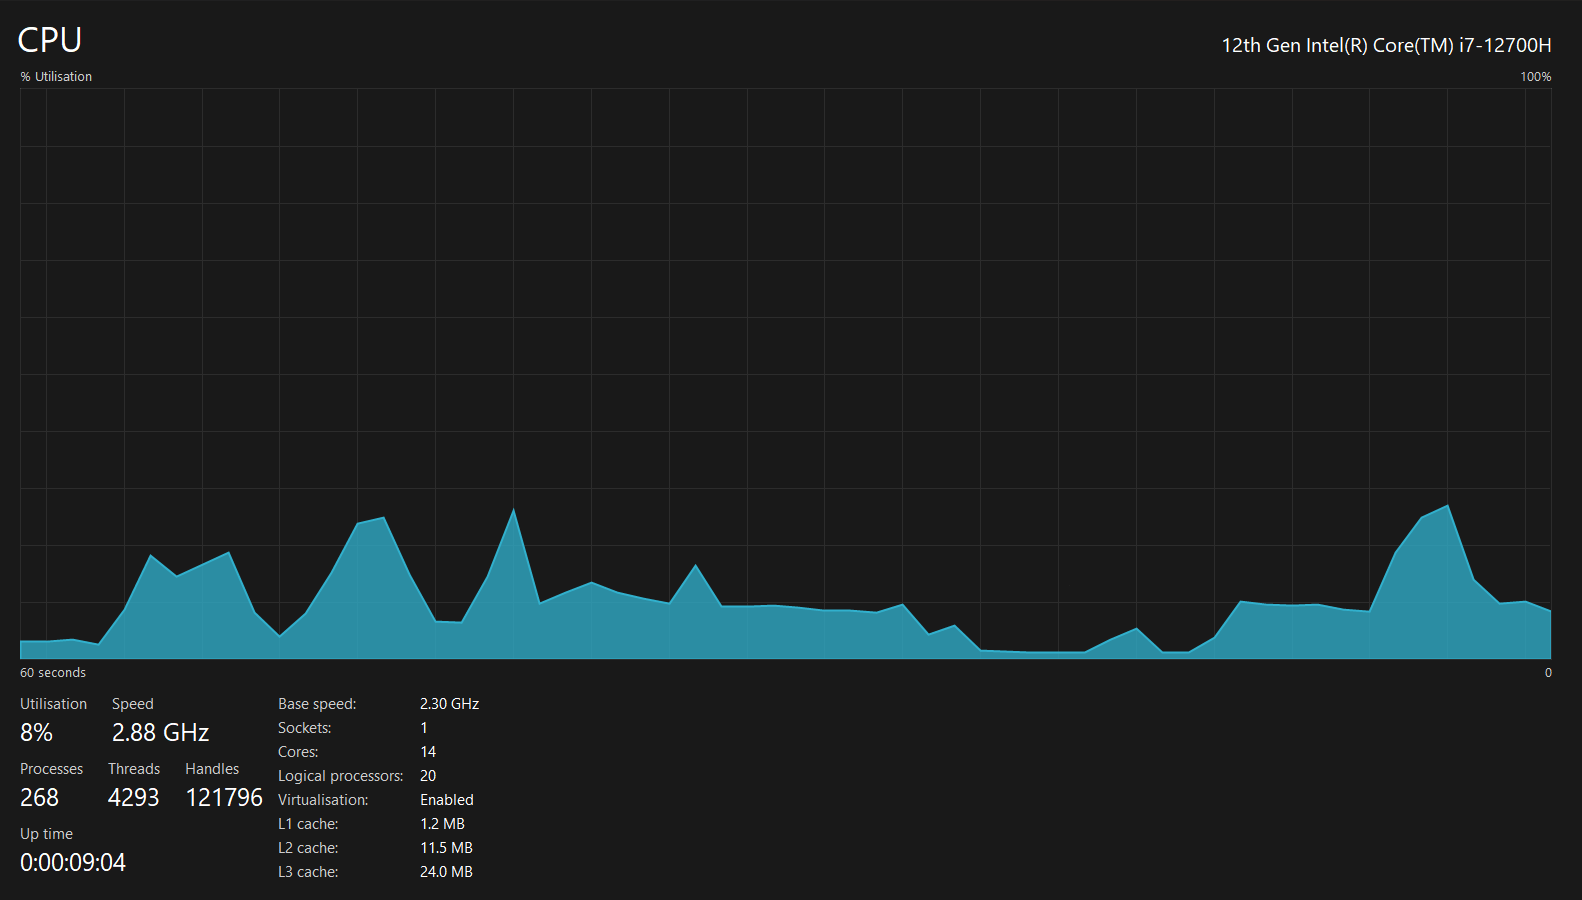 CPU
12th Gen Intel(R) Core(TM) i7-12700H
% Utilisation
100%
60 seconds
0
Utilisation Speed
8% 2.88 GHz
Processes Threads Handles
268 4293 121796
Up time
0:00:09:04
Base speed: 2.30 GHz
Sockets: 1
Cores: 14
Logical processors: 20
Virtualisation: Enabled
L1 cache: 1.2 MB
L2 cache: 11.5 MB
L3 cache: 24.0 MB